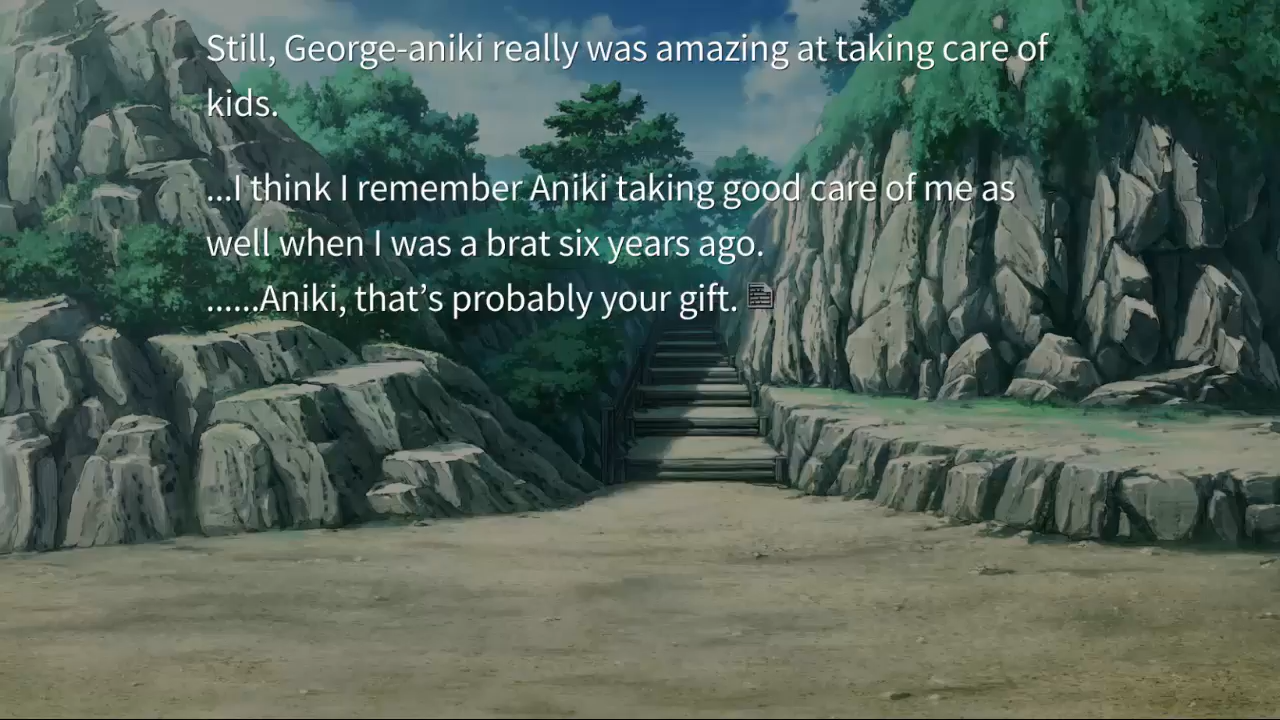 Still, George-aniki really was amazing at taking care of
kids.
...I think I remember Aniki taking good care of me as
well when I was a brat six years ago.
......Aniki, that’s probably your gift.